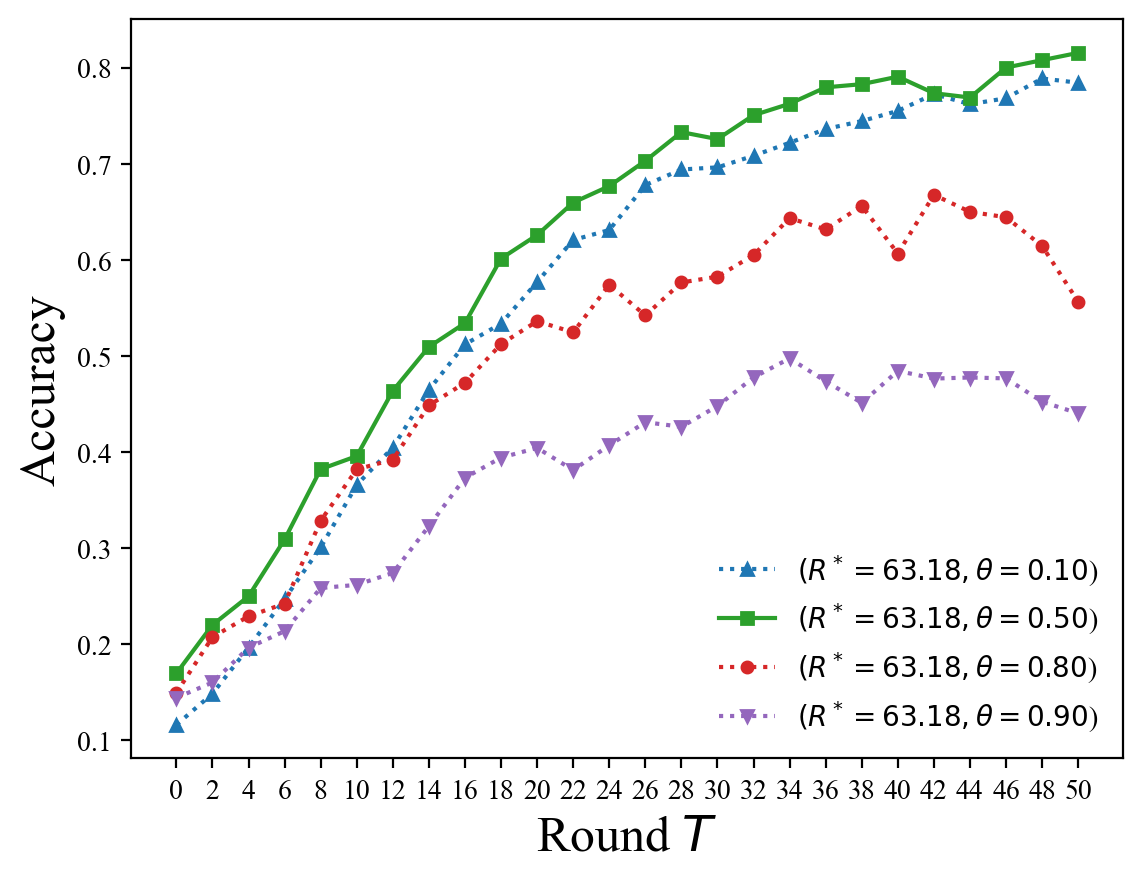 Accuracy
0.8
0.7
0.6
0.5
0.4
0.3
0.2
0.1
(R* = 63.18, θ = 0.10)
(R* = 63.18, θ = 0.50)
(R* = 63.18, θ = 0.80)
(R* = 63.18, θ = 0.90)
0 2 4 6 8 10 12 14 16 18 20 22 24 26 28 30 32 34 36 38 40 42 44 46 48 50
Round T